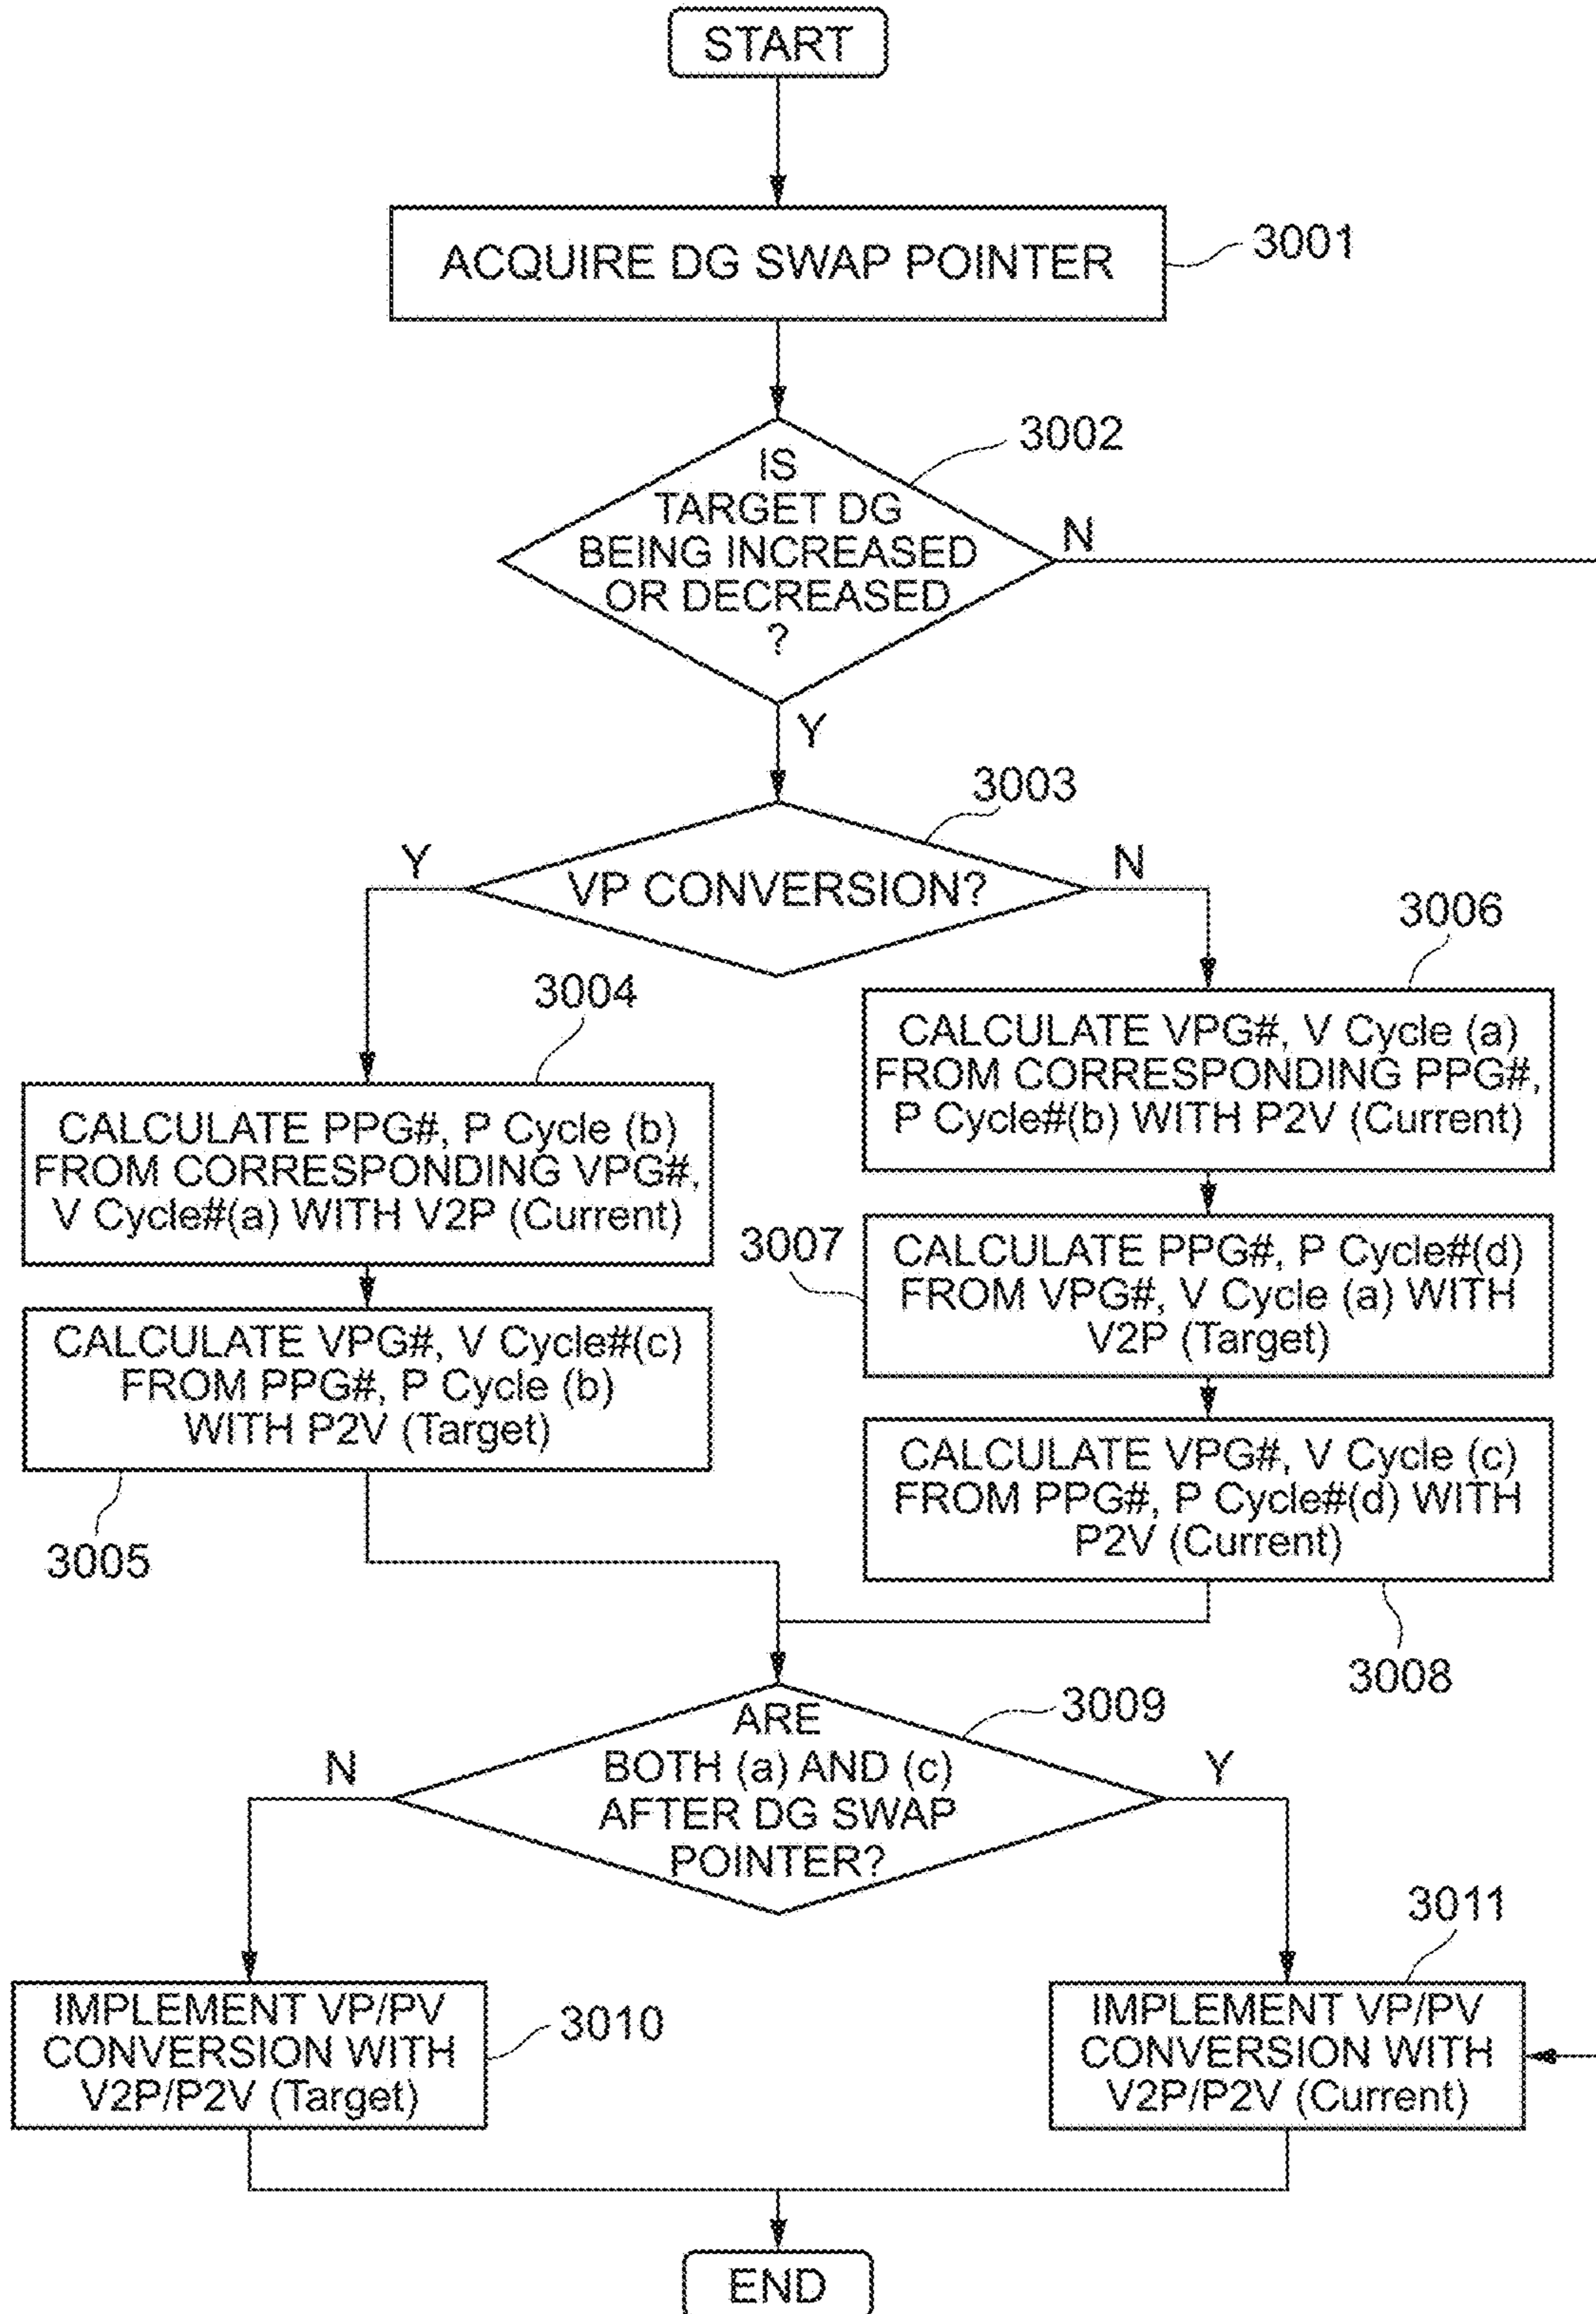 START
ACQUIRE DG SWAP POINTER
3001
3002
IS
TARGET DG
BEING INCREASED
OR DECREASED
?
N
Y
3003
VP CONVERSION?
Y
N
3004
CALCULATE PPG#, P Cycle (b)
FROM CORRESPONDING VPG#,
V Cycle#(a) WITH V2P (Current)
CALCULATE VPG#, V Cycle#(c)
FROM PPG#, P Cycle (b)
WITH P2V (Target)
3005
3006
CALCULATE VPG#, V Cycle (a)
FROM CORRESPONDING PPG#,
P Cycle#(b) WITH P2V (Current)
3007
CALCULATE PPG#, P Cycle#(d)
FROM VPG#, V Cycle (a) WITH
V2P (Target)
CALCULATE VPG#, V Cycle (c)
FROM PPG#, P Cycle#(d) WITH
P2V (Current)
3008
3009
ARE
BOTH (a) AND (c)
AFTER DG SWAP
POINTER?
N
Y
IMPLEMENT VP/PV
CONVERSION WITH
V2P/P2V (Target)
3010
3011
IMPLEMENT VP/PV
CONVERSION WITH
V2P/P2V (Current)
END